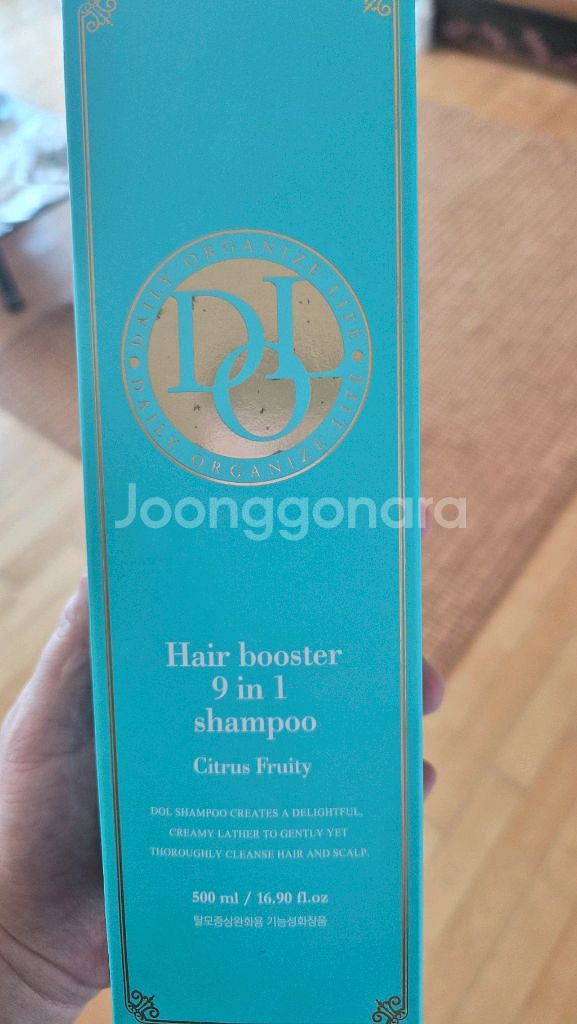 DAILY ORGANIZE LIFE
DOL
DAILY ORGANIZE LIFE
Joonggonara
Hair booster
9 in 1
shampoo
Citrus Fruity
DOL SHAMPOO CREATES A DELIGHTFUL,
CREAMY LATHER TO GENTLY YET
THOROUGHLY CLEANSE HAIR AND SCALP.
500 ml / 16.90 fl.oz
탈모증상완화용 기능성화장품